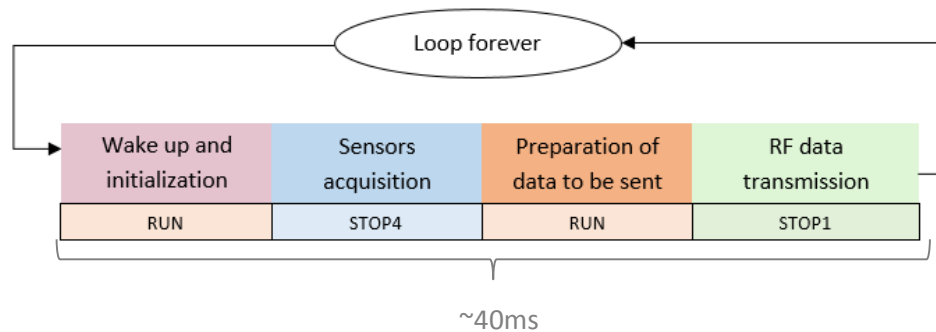 Loop forever
Wake up and
initialization
Sensors
acquisition
Preparation of
data to be sent
RF data
transmission
RUN
STOP4
RUN
STOP1
~40ms